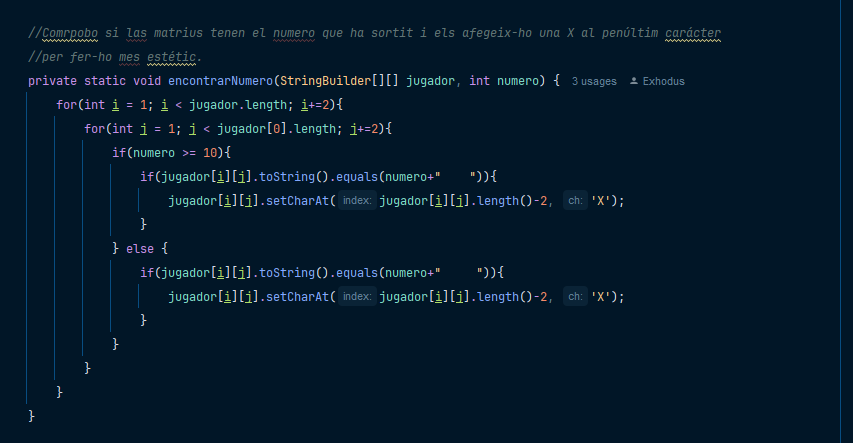 //Comrpobo si las matrius tenen el numero que ha sortit i els afegeix-ho una X al penúltim carácter
//per fer-ho mes estétic.
private static void encontrarNumero(StringBuilder[][] jugador, int numero) { 3 usages Exhodus
for(int i = 1; i < jugador.length; i+=2){
for(int j = 1; j < jugador[0].length; j+=2){
if(numero >= 10){
if(jugador[i][j].toString().equals(numero+"    ")){
jugador[i][j].setCharAt( index: jugador[i][j].length()-2, ch: 'X');
}
} else {
if(jugador[i][j].toString().equals(numero+"     ")){
jugador[i][j].setCharAt( index: jugador[i][j].length()-2, ch: 'X');
}
}
}
}
}